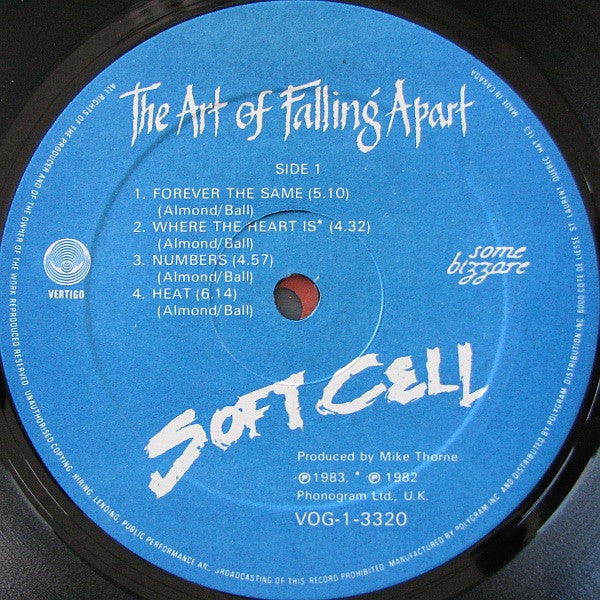 The Art of Falling Apart
SIDE 1
1. FOREVER THE SAME (5.10)
(Almond/Ball)
2. WHERE THE HEART IS* (4.32)
(Almond/Ball)
3. NUMBERS (4.57)
(Almond/Ball)
4. HEAT (6.14)
(Almond/Ball)
VERTIGO
some
bizzare
SOFT CELL
Produced by Mike Thorne
℗ 1983, * ℗ 1982
Phonogram Ltd., U.K.
VOG-1-3320
ALL RIGHTS OF THE PRODUCER AND OF THE OWNER OF THE WORK REPRODUCED RESERVED. UNAUTHORISED COPYING, HIRING, LENDING, PUBLIC PERFORMANCE AND BROADCASTING OF THIS RECORD PROHIBITED. MANUFACTURED BY POLYGRAM INC. AND DISTRIBUTED BY POLYGRAM DISTRIBUTION INC. 6000 COTE DE LIESSE ST LAURENT QUEBEC MADE IN CANADA